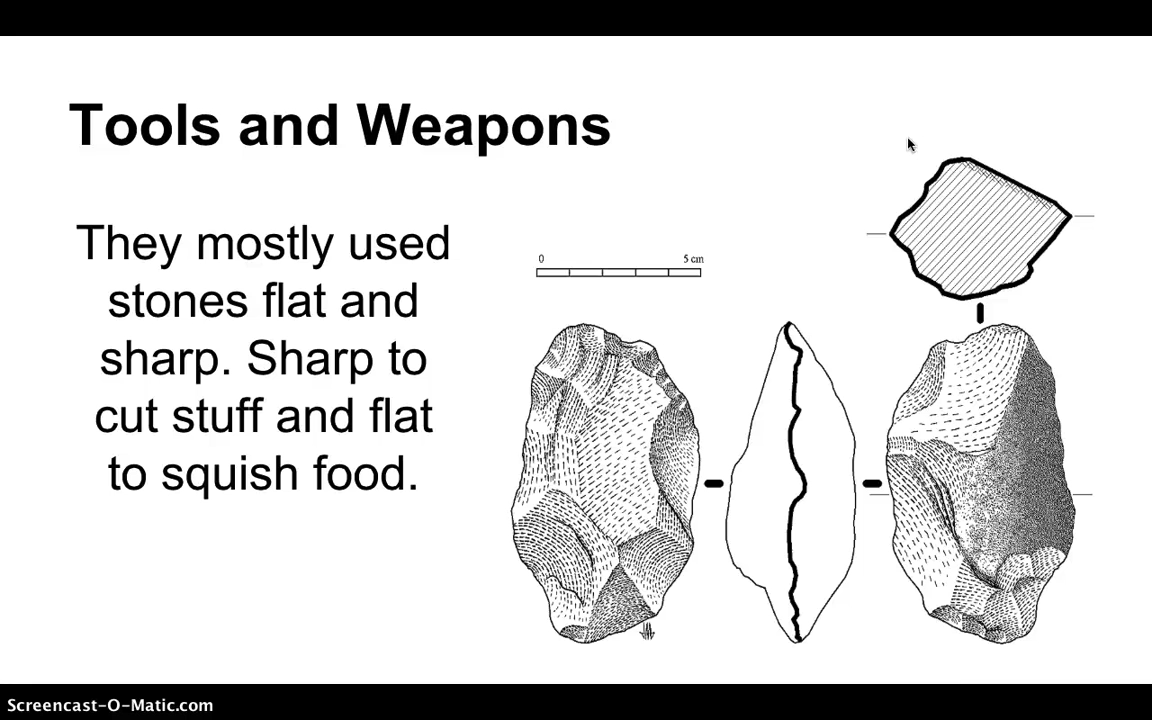 Tools and Weapons
They mostly used
stones flat and
sharp. Sharp to
cut stuff and flat
to squish food.
0 5 cm
Screencast-O-Matic.com